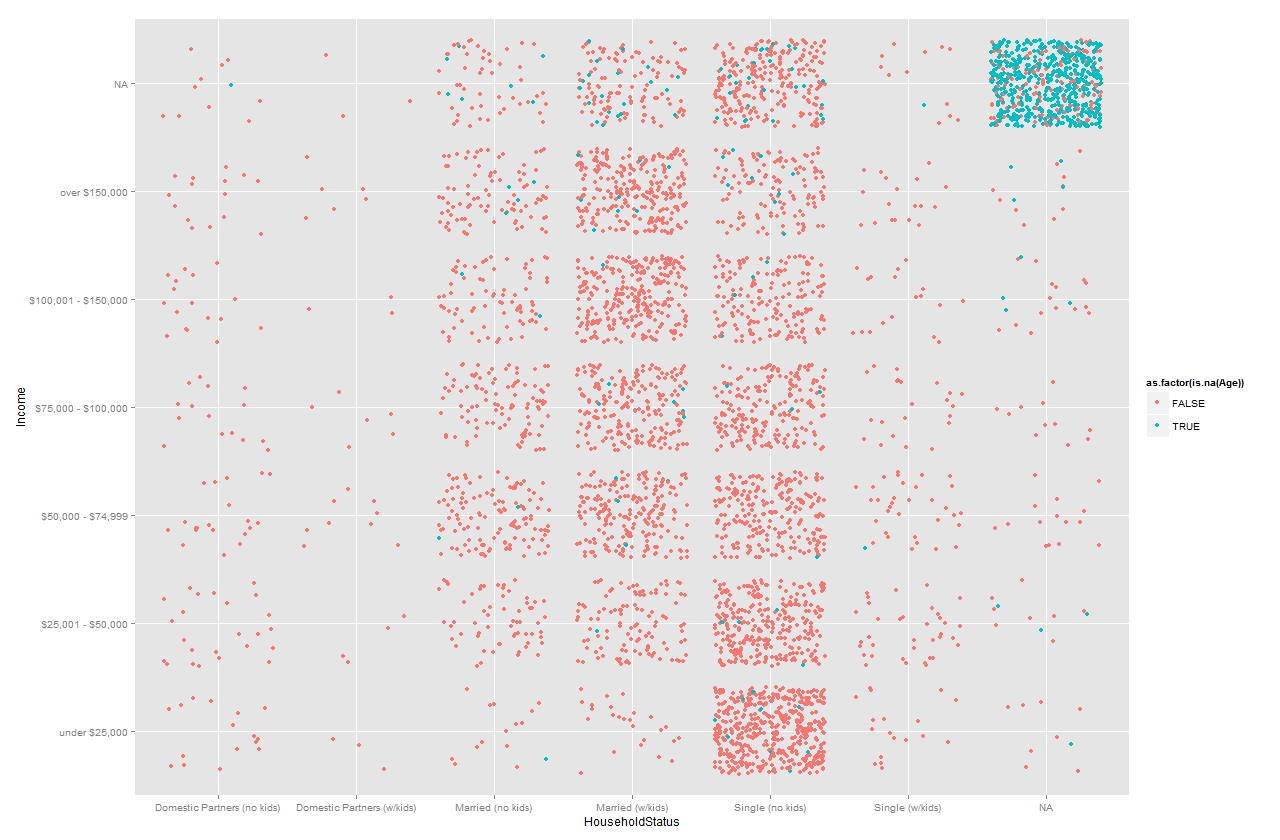 NA
over $150,000
$100,001 - $150,000
$75,000 - $100,000
$50,000 - $74,999
$25,001 - $50,000
under $25,000
Income
Domestic Partners (no kids)
Domestic Partners (w/kids)
Married (no kids)
Married (w/kids)
Single (no kids)
Single (w/kids)
NA
HouseholdStatus
as.factor(is.na(Age))
FALSE
TRUE